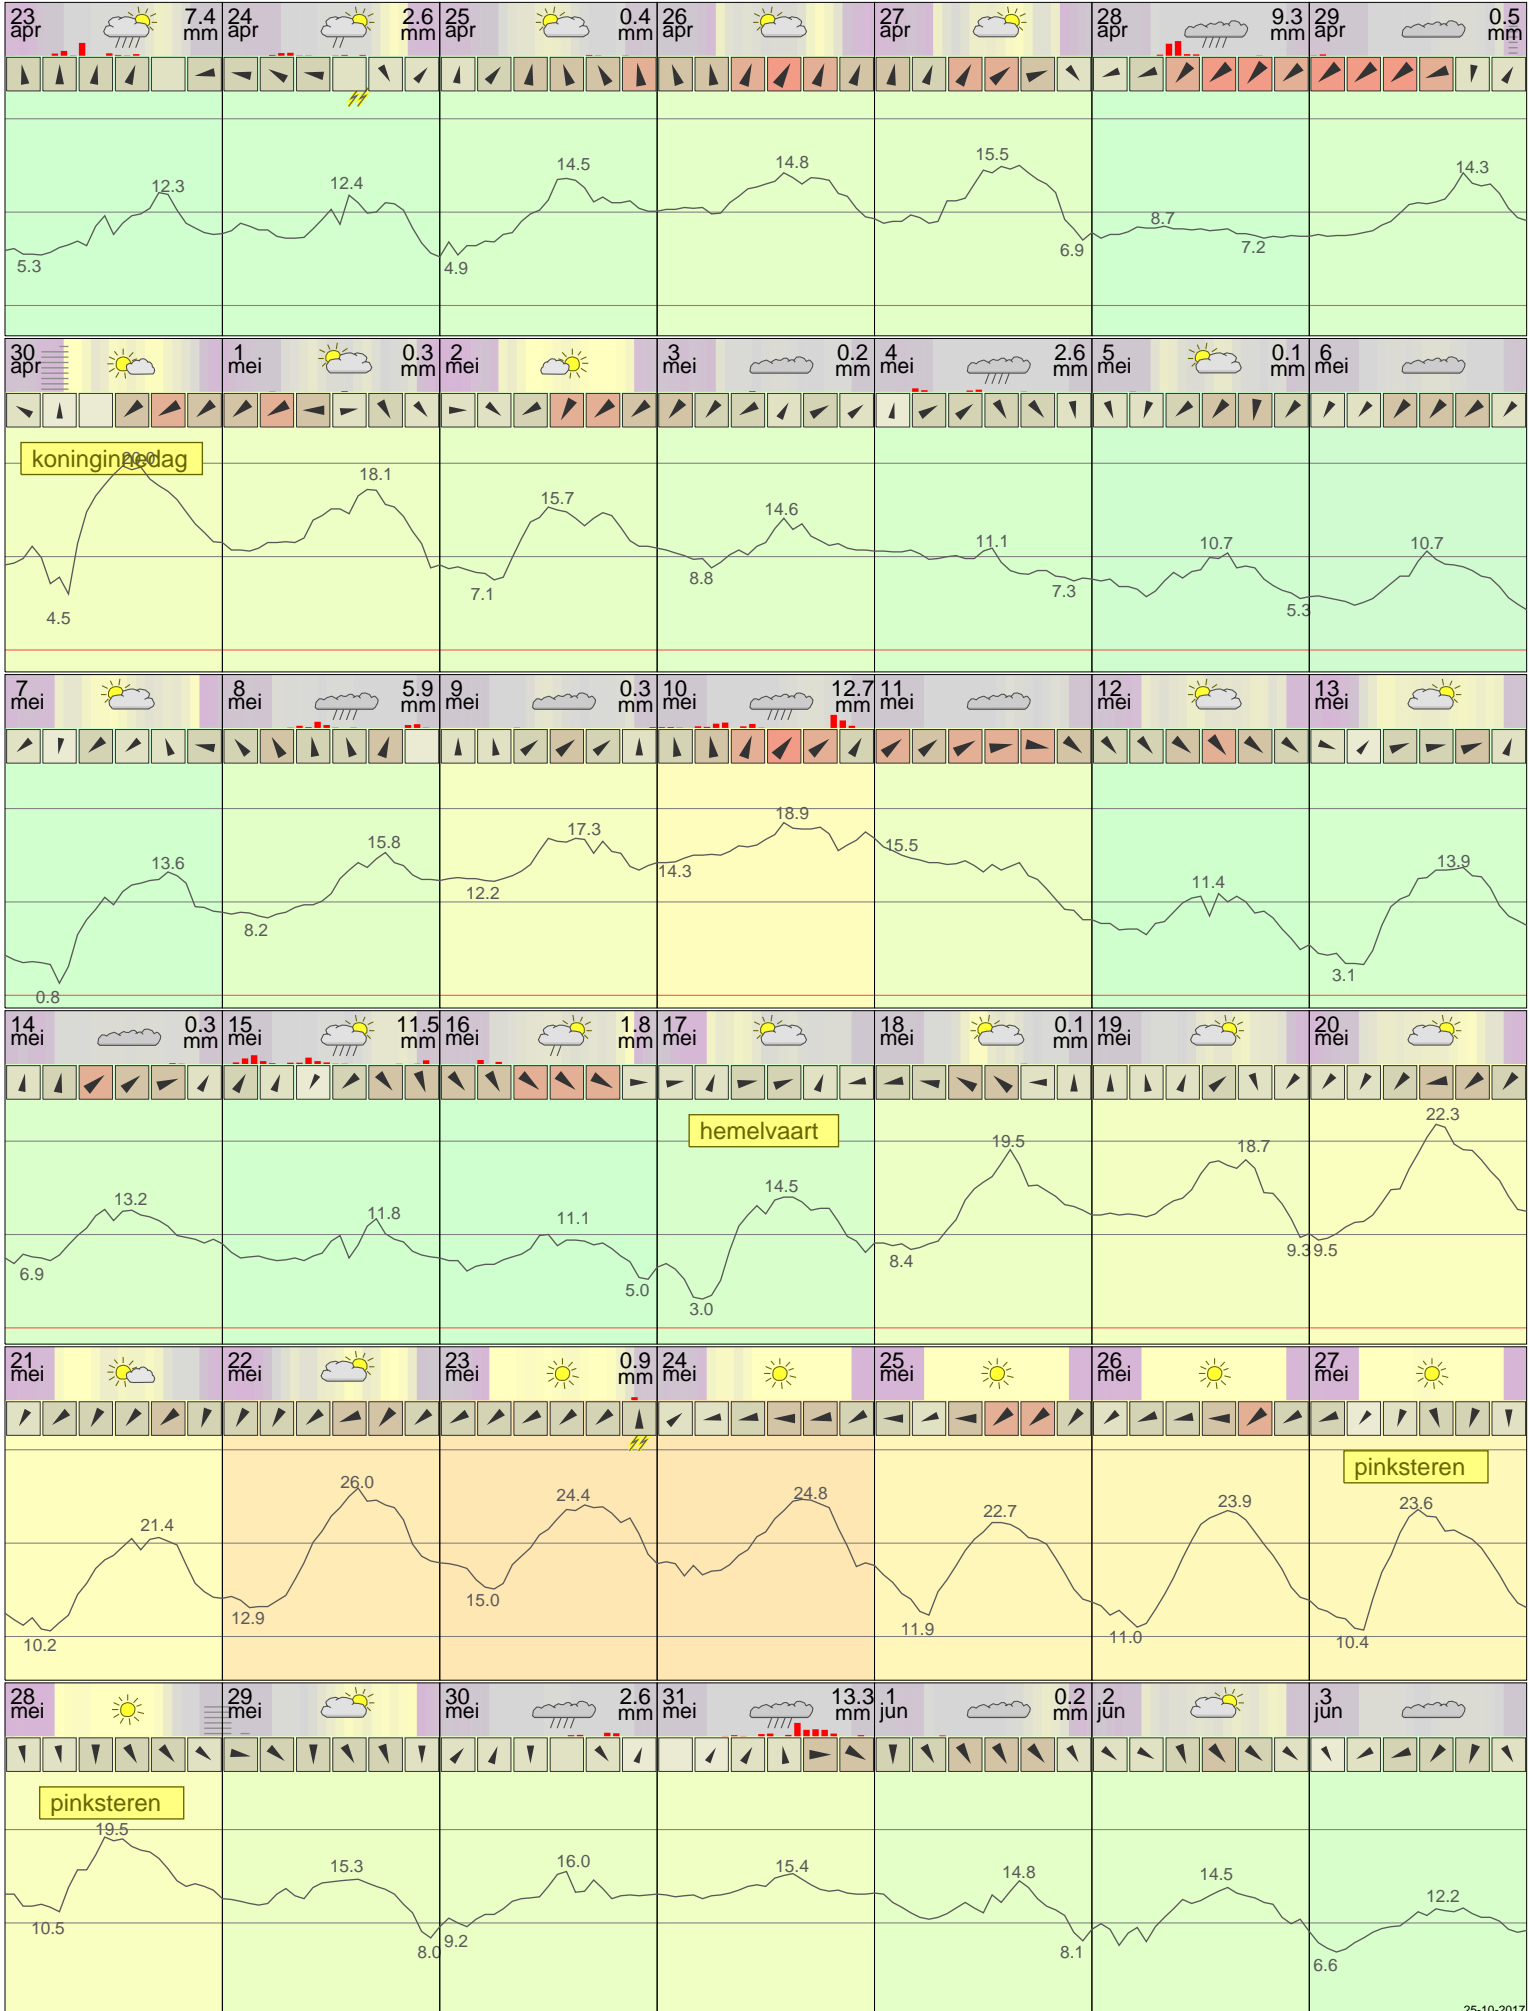 23 apr 7.4 mm
12.3
5.3
24 apr 2.6 mm
12.4
25 apr 0.4 mm
14.5
4.9
26 apr
14.8
27 apr
15.5
6.9
28 apr 9.3 mm
8.7
7.2
29 apr 0.5 mm
14.3
30 apr
koninginnedag
20.0
4.5
1 mei 0.3 mm
18.1
2 mei
15.7
7.1
3 mei 0.2 mm
14.6
8.8
4 mei 2.6 mm
11.1
7.3
5 mei 0.1 mm
10.7
5.3
6 mei
10.7
7 mei
13.6
0.8
8 mei 5.9 mm
15.8
8.2
9 mei 0.3 mm
17.3
12.2
10 mei 12.7 mm
18.9
14.3
11 mei
15.5
12 mei
11.4
13 mei
13.9
3.1
14 mei 0.3 mm
13.2
6.9
15 mei 11.5 mm
11.8
16 mei 1.8 mm
11.1
5.0
17 mei
hemelvaart
14.5
3.0
18 mei 0.1 mm
19.5
8.4
19 mei
18.7
9.3
20 mei
22.3
9.5
21 mei
21.4
10.2
22 mei
26.0
12.9
23 mei 0.9 mm
24.4
15.0
24 mei
24.8
25 mei
22.7
11.9
26 mei
23.9
11.0
27 mei
pinksteren
23.6
10.4
28 mei
pinksteren
19.5
10.5
29 mei
15.3
8.0
30 mei 2.6 mm
16.0
9.2
31 mei 13.3 mm
15.4
1 jun 0.2 mm
14.8
8.1
2 jun
14.5
3 jun
12.2
6.6
25-10-2017